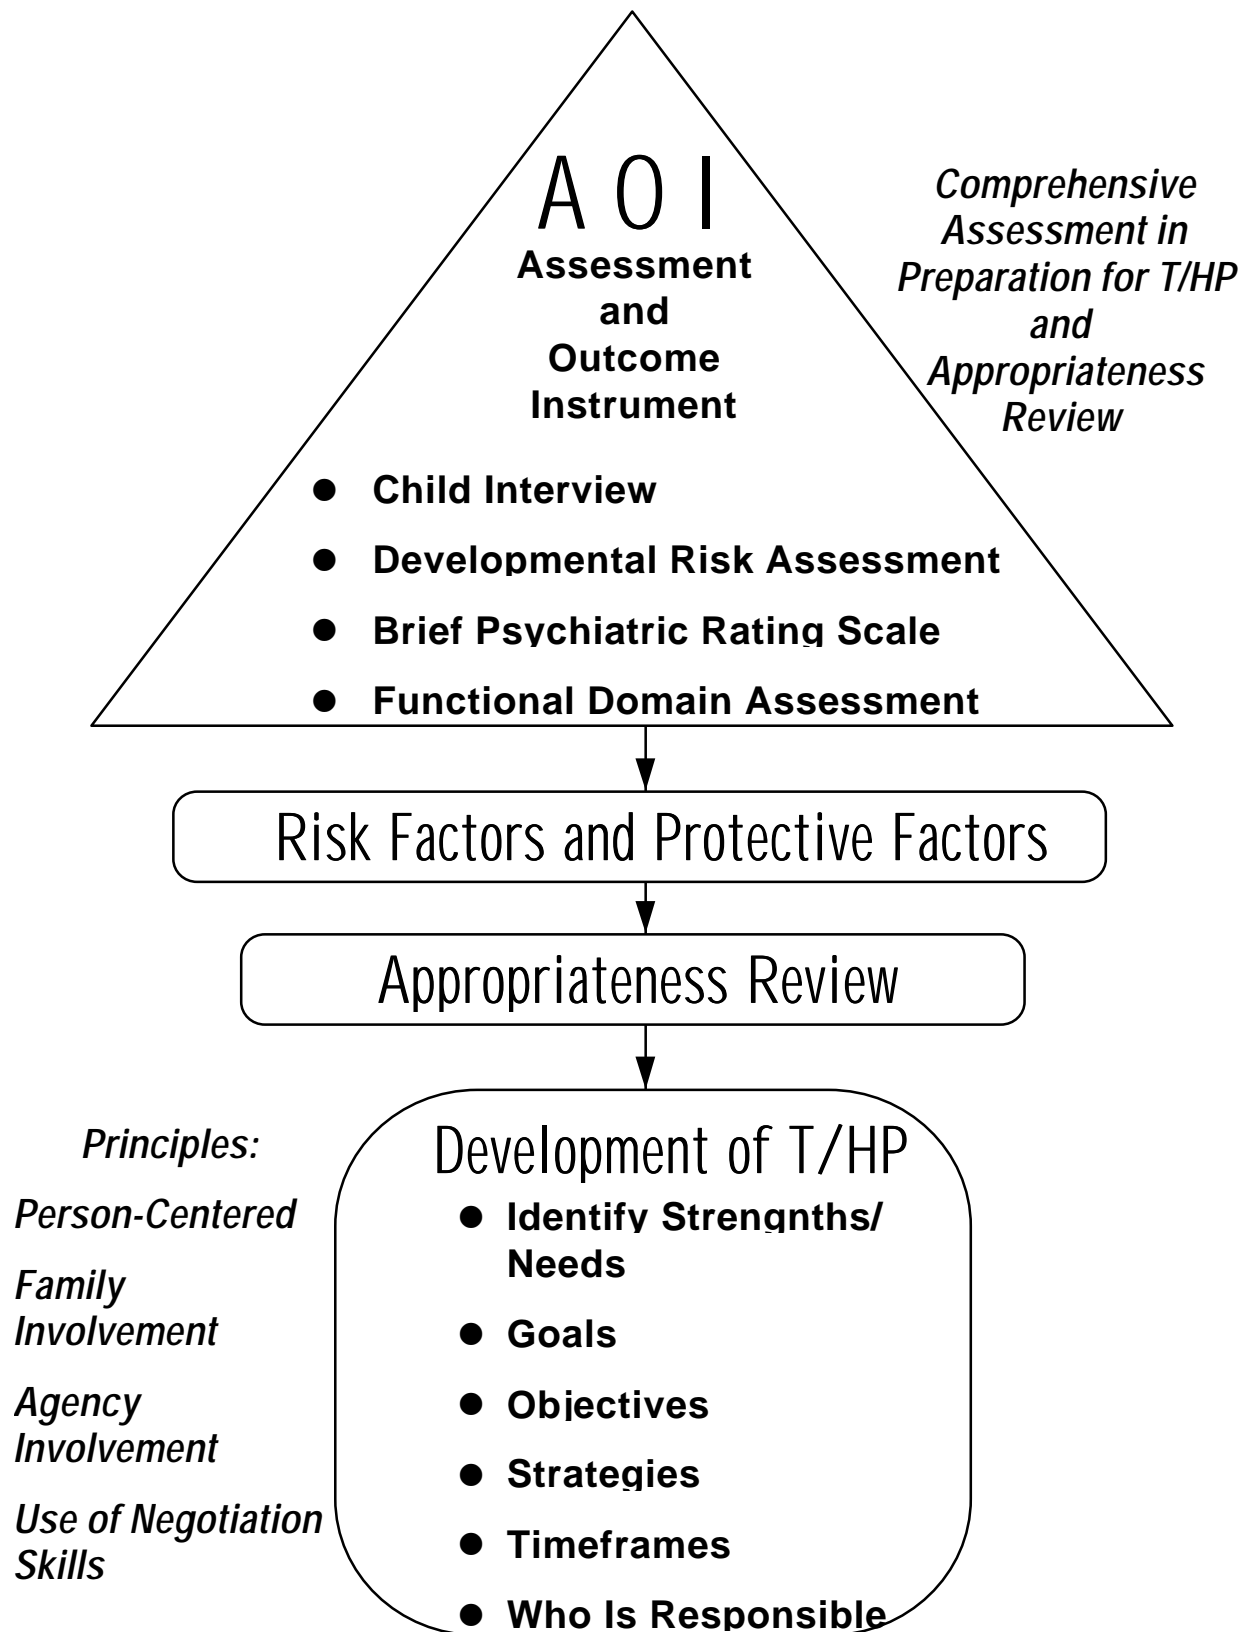 A O I
Assessment
and
Outcome
Instrument
Comprehensive
Assessment in
Preparation for T/HP
and
Appropriateness
Review
● Child Interview
● Developmental Risk Assessment
● Brief Psychiatric Rating Scale
● Functional Domain Assessment
Risk Factors and Protective Factors
Appropriateness Review
Principles:
Person-Centered
Family
Involvement
Agency
Involvement
Use of Negotiation
Skills
Development of T/HP
● Identify Strengnths/
Needs
● Goals
● Objectives
● Strategies
● Timeframes
● Who Is Responsible